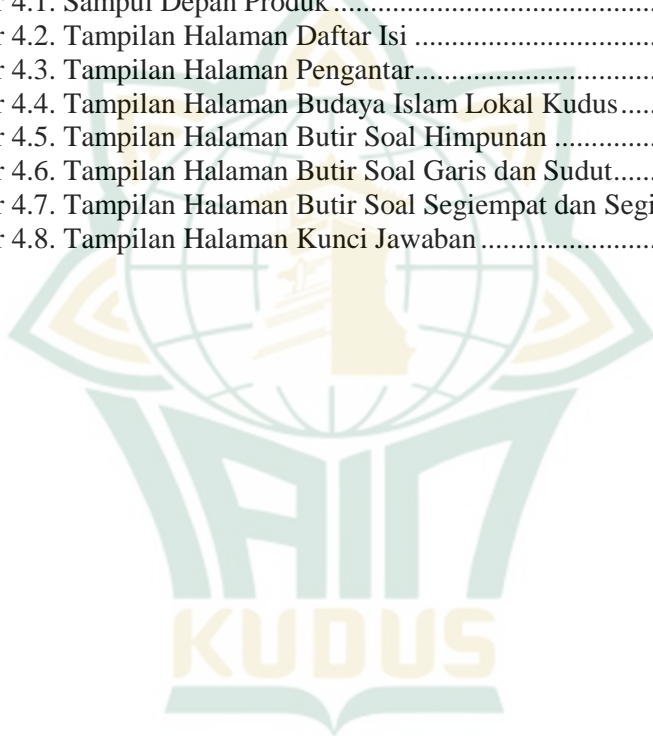 r 4.1. Sampul Depan Produk ..........................................
r 4.2. Tampilan Halaman Daftar Isi ................................
r 4.3. Tampilan Halaman Pengantar................................
r 4.4. Tampilan Halaman Budaya Islam Lokal Kudus.....
r 4.5. Tampilan Halaman Butir Soal Himpunan ..............
r 4.6. Tampilan Halaman Butir Soal Garis dan Sudut......
r 4.7. Tampilan Halaman Butir Soal Segiempat dan Segi
r 4.8. Tampilan Halaman Kunci Jawaban .......................
IAIN
KUDUS